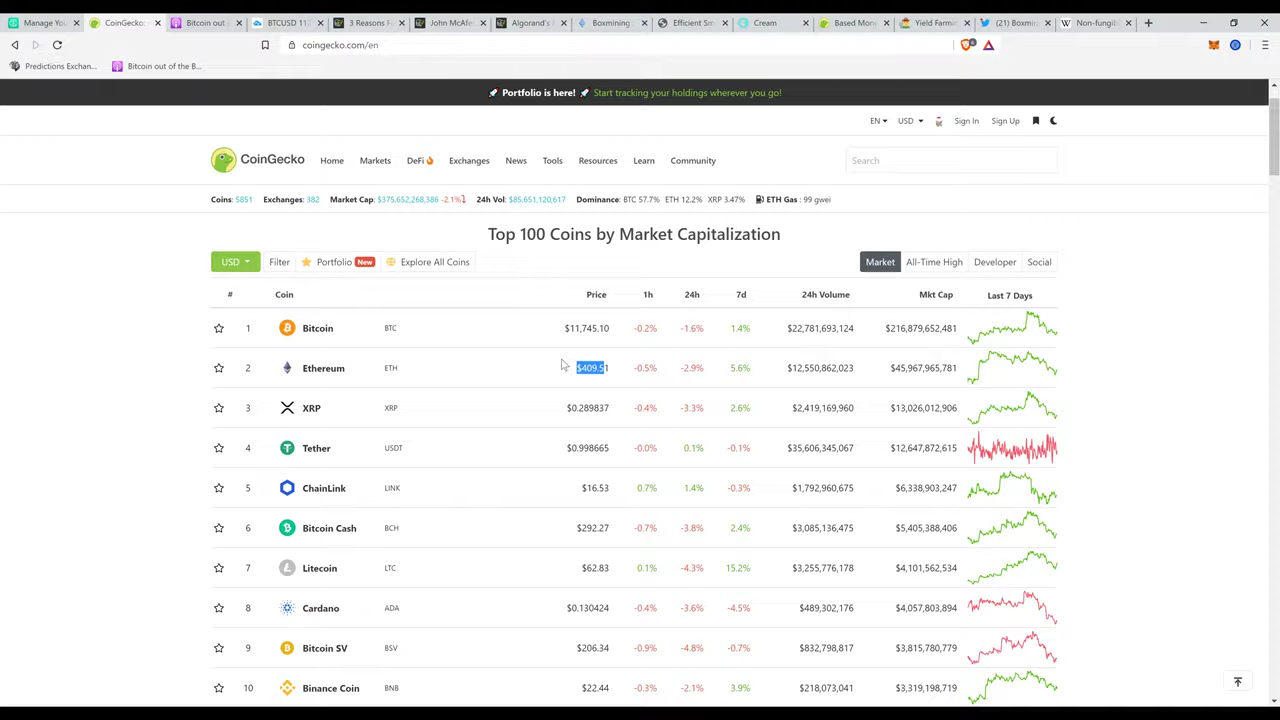 Manage You
CoinGecko:
Bitcoin out
BTCUSD 117
3 Reasons F
John McAfe
Algorand's
Boxmining
Efficient Sm
Cream
Based Mon
Yield Farmi
(21) Boxmi
Non-fungib
coingecko.com/en
Predictions Exchan...
Bitcoin out of the B...
🚀 Portfolio is here! 🚀 Start tracking your holdings wherever you go!
EN USD Sign In Sign Up
CoinGecko Home Markets DeFi Exchanges News Tools Resources Learn Community Search
Coins: 5851 Exchanges: 382 Market Cap: $375,652,268,386 -2.1% 24h Vol: $85,651,120,617 Dominance: BTC 57.7% ETH 12.2% XRP 3.47% ETH Gas : 99 gwei
Top 100 Coins by Market Capitalization
USD Filter Portfolio New Explore All Coins Market All-Time High Developer Social
# Coin Price 1h 24h 7d 24h Volume Mkt Cap Last 7 Days
1 Bitcoin BTC $11,745.10 -0.2% -1.6% 1.4% $22,781,693,124 $216,879,652,481
2 Ethereum ETH $409.51 -0.5% -2.9% 5.6% $12,550,862,023 $45,967,965,781
3 XRP XRP $0.289837 -0.4% -3.3% 2.6% $2,419,169,960 $13,026,012,906
4 Tether USDT $0.998665 -0.0% 0.1% -0.1% $35,606,345,067 $12,647,872,615
5 ChainLink LINK $16.53 0.7% 1.4% -0.3% $1,792,960,675 $6,338,903,247
6 Bitcoin Cash BCH $292.27 -0.7% -3.8% 2.4% $3,085,136,475 $5,405,388,406
7 Litecoin LTC $62.83 0.1% -4.3% 15.2% $3,255,776,178 $4,101,562,534
8 Cardano ADA $0.130424 -0.4% -3.6% -4.5% $489,302,176 $4,057,803,894
9 Bitcoin SV BSV $206.34 -0.9% -4.8% -0.7% $832,798,817 $3,815,780,779
10 Binance Coin BNB $22.44 -0.3% -2.1% 3.9% $218,073,041 $3,319,198,719